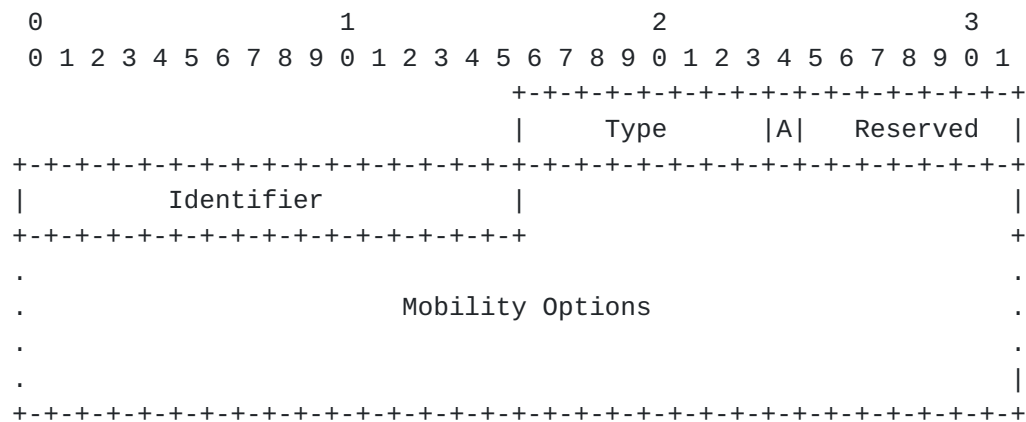 0                   1                   2                   3
 0 1 2 3 4 5 6 7 8 9 0 1 2 3 4 5 6 7 8 9 0 1 2 3 4 5 6 7 8 9 0 1
                                +-+-+-+-+-+-+-+-+-+-+-+-+-+-+-+-+
                                |     Type      |A|   Reserved  |
+-+-+-+-+-+-+-+-+-+-+-+-+-+-+-+-+-+-+-+-+-+-+-+-+-+-+-+-+-+-+-+-+
|         Identifier            |                               |
+-+-+-+-+-+-+-+-+-+-+-+-+-+-+-+-+                               +
.                                                               .
.                        Mobility Options                       .
.                                                               .
.                                                               |
+-+-+-+-+-+-+-+-+-+-+-+-+-+-+-+-+-+-+-+-+-+-+-+-+-+-+-+-+-+-+-+-+